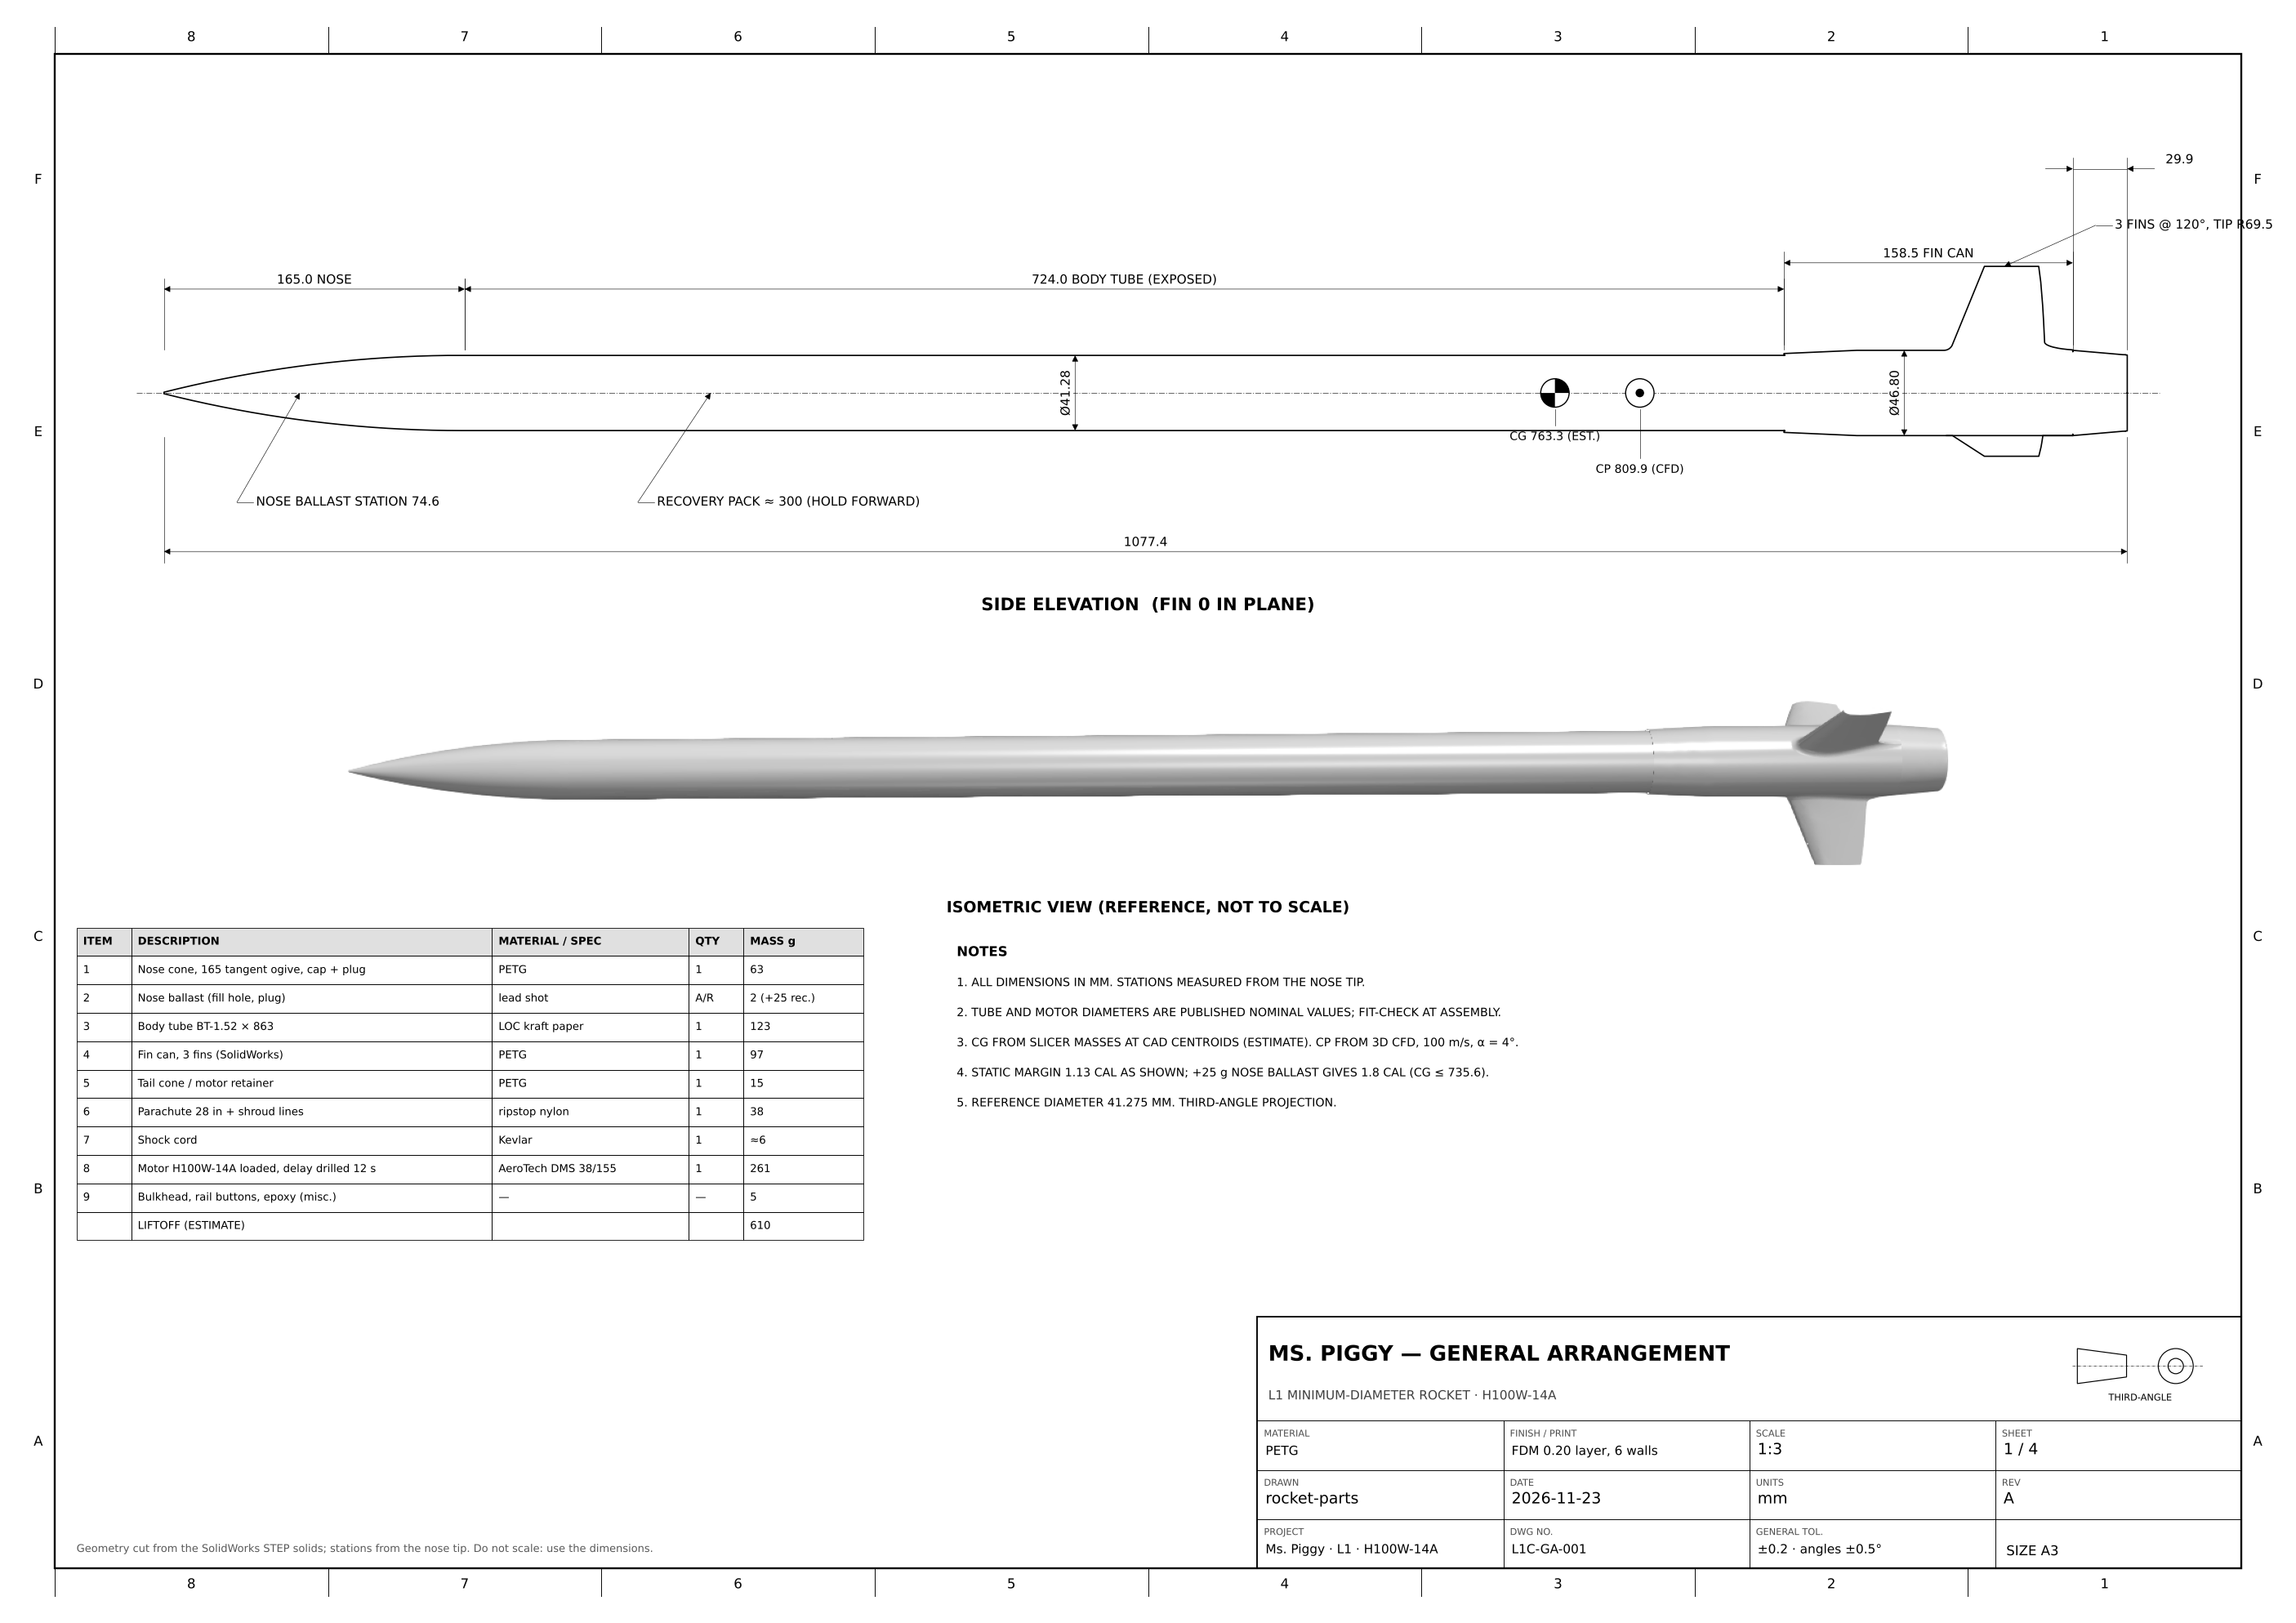 8 7 6 5 4 3 2 1
F
F
29.9
3 FINS @ 120°, TIP R69.5
158.5 FIN CAN
165.0 NOSE
724.0 BODY TUBE (EXPOSED)
Ø41.28
Ø46.80
E
E
CG 763.3 (EST.)
CP 809.9 (CFD)
NOSE BALLAST STATION 74.6
RECOVERY PACK ≈ 300 (HOLD FORWARD)
1077.4
SIDE ELEVATION (FIN 0 IN PLANE)
D
D
ISOMETRIC VIEW (REFERENCE, NOT TO SCALE)
C
C
ITEM DESCRIPTION MATERIAL / SPEC QTY MASS g
1 Nose cone, 165 tangent ogive, cap + plug PETG 1 63
2 Nose ballast (fill hole, plug) lead shot A/R 2 (+25 rec.)
3 Body tube BT-1.52 × 863 LOC kraft paper 1 123
4 Fin can, 3 fins (SolidWorks) PETG 1 97
5 Tail cone / motor retainer PETG 1 15
6 Parachute 28 in + shroud lines ripstop nylon 1 38
7 Shock cord Kevlar 1 ≈6
8 Motor H100W-14A loaded, delay drilled 12 s AeroTech DMS 38/155 1 261
9 Bulkhead, rail buttons, epoxy (misc.) — — 5
LIFTOFF (ESTIMATE) 610
NOTES
1. ALL DIMENSIONS IN MM. STATIONS MEASURED FROM THE NOSE TIP.
2. TUBE AND MOTOR DIAMETERS ARE PUBLISHED NOMINAL VALUES; FIT-CHECK AT ASSEMBLY.
3. CG FROM SLICER MASSES AT CAD CENTROIDS (ESTIMATE). CP FROM 3D CFD, 100 m/s, α = 4°.
4. STATIC MARGIN 1.13 CAL AS SHOWN; +25 g NOSE BALLAST GIVES 1.8 CAL (CG ≤ 735.6).
5. REFERENCE DIAMETER 41.275 MM. THIRD-ANGLE PROJECTION.
B
B
MS. PIGGY — GENERAL ARRANGEMENT
L1 MINIMUM-DIAMETER ROCKET · H100W-14A
THIRD-ANGLE
A
A
MATERIAL FINISH / PRINT SCALE SHEET
PETG FDM 0.20 layer, 6 walls 1:3 1 / 4
DRAWN DATE UNITS REV
rocket-parts 2026-11-23 mm A
PROJECT DWG NO. GENERAL TOL.
Ms. Piggy · L1 · H100W-14A L1C-GA-001 ±0.2 · angles ±0.5° SIZE A3
Geometry cut from the SolidWorks STEP solids; stations from the nose tip. Do not scale: use the dimensions.
8 7 6 5 4 3 2 1